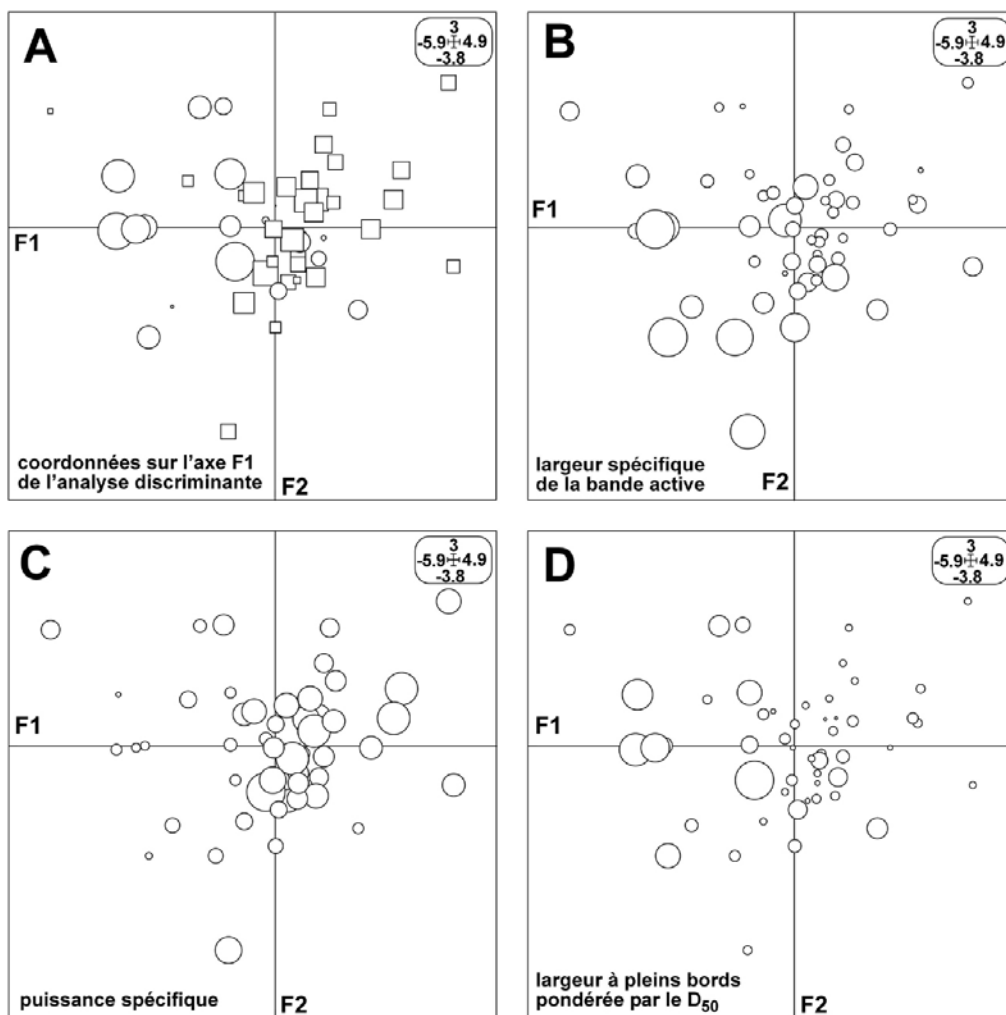 A
3
-5.9 4.9
-3.8
F1
coordonnées sur l'axe F1
de l'analyse discriminante
F2
B
3
-5.9 4.9
-3.8
F1
largeur spécifique
de la bande active
F2
C
3
-5.9 4.9
-3.8
F1
puissance spécifique
F2
D
3
-5.9 4.9
-3.8
F1
largeur à pleins bords
pondérée par le D50
F2